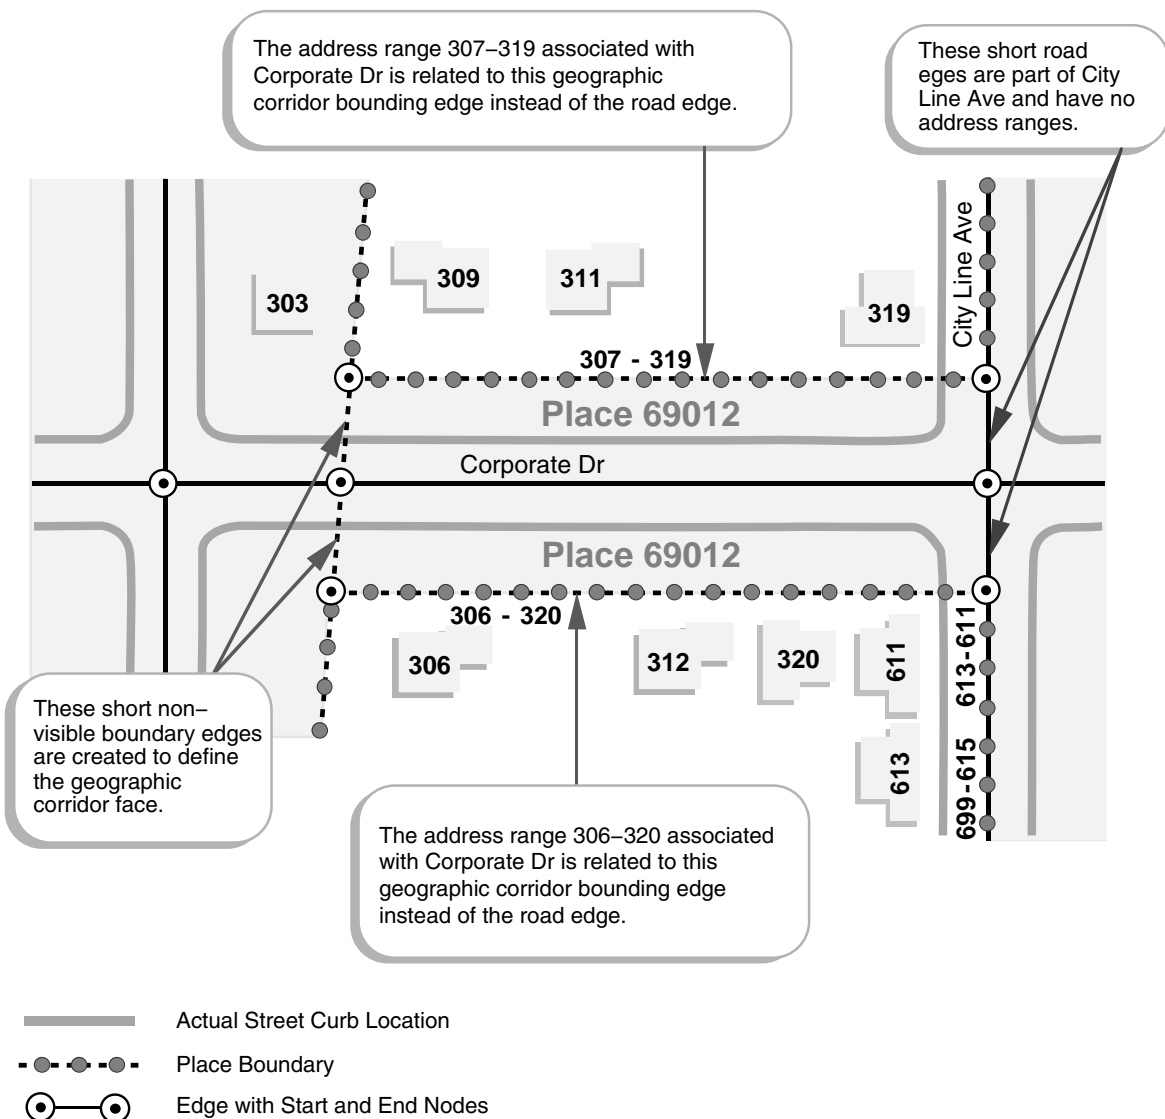 The address range 307–319 associated with
Corporate Dr is related to this geographic
corridor bounding edge instead of the road edge.
These short road
eges are part of City
Line Ave and have no
address ranges.
City Line Ave
303
309
311
319
307 - 319
Place 69012
Corporate Dr
Place 69012
306 - 320
306
312
320
611
613
613-611
699-615
These short non–
visible boundary edges
are created to define
the geographic
corridor face.
The address range 306–320 associated
with Corporate Dr is related to this
geographic corridor bounding edge
instead of the road edge.
Actual Street Curb Location
Place Boundary
Edge with Start and End Nodes